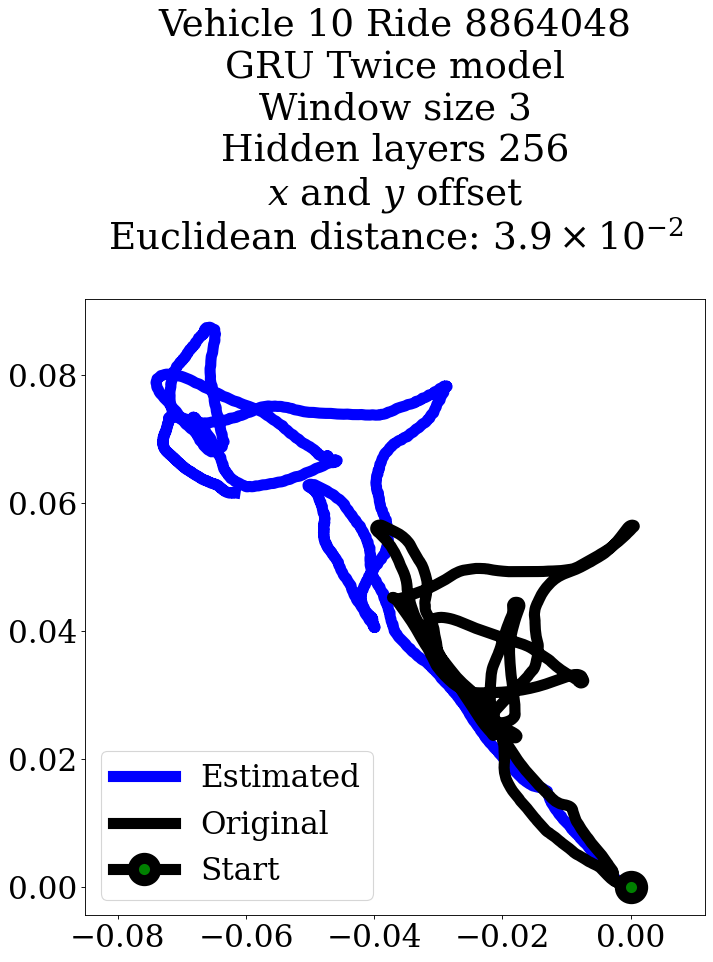 Vehicle 10 Ride 8864048
GRU Twice model
Window size 3
Hidden layers 256
x and y offset
Euclidean distance: 3.9 × 10⁻²
0.08
0.06
0.04
0.02
0.00
Estimated
Original
Start
−0.08 −0.06 −0.04 −0.02 0.00